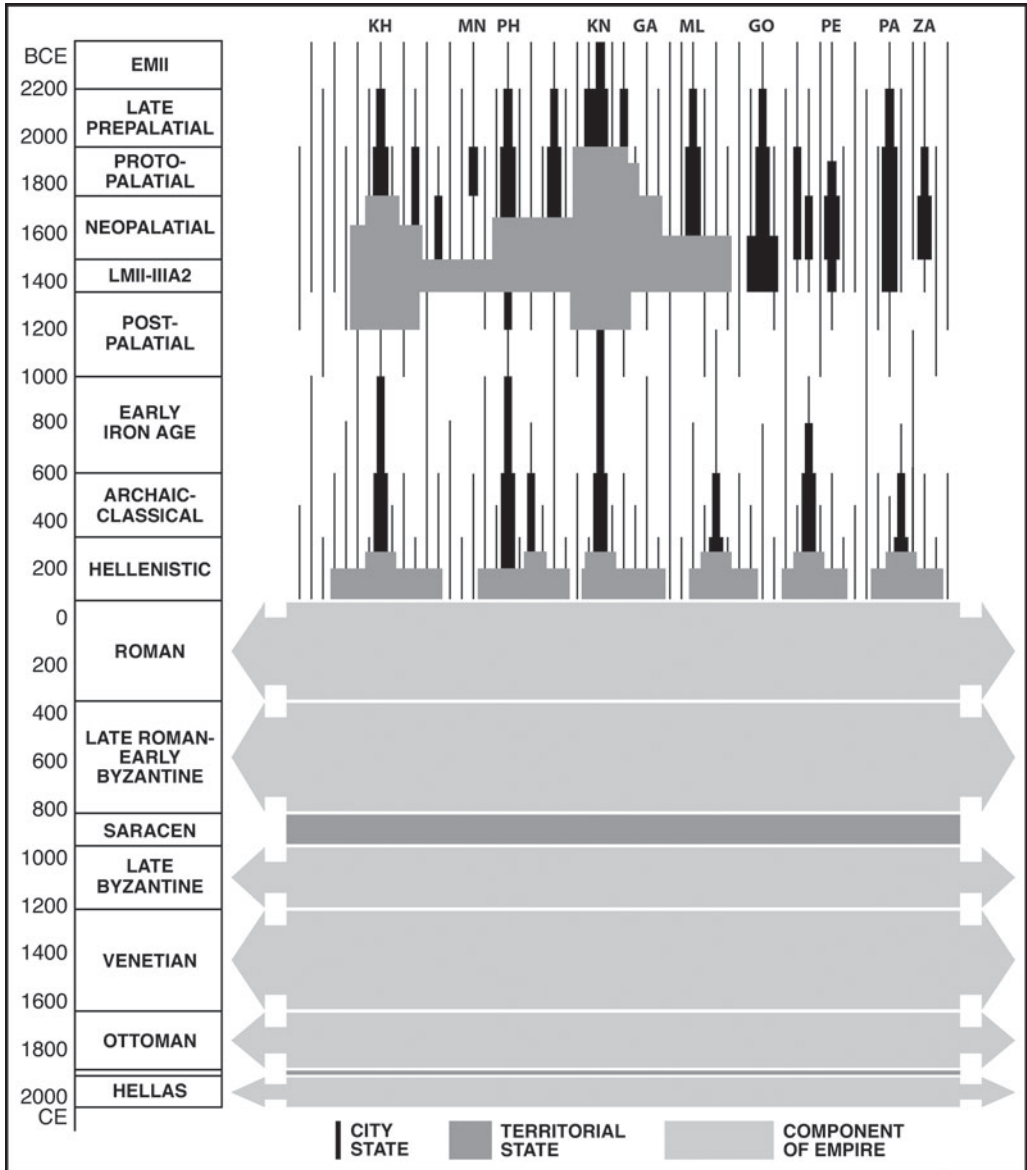 KH MN PH KN GA ML GO PE PA ZA
BCE
EMII
2200
LATE
PREPALATIAL
2000
PROTO-
PALATIAL
1800
NEOPALATIAL
1600
LMII-IIIA2
1400
POST-
PALATIAL
1200
1000
EARLY
IRON AGE
800
600
ARCHAIC-
CLASSICAL
400
HELLENISTIC
200
0
ROMAN
200
400
LATE ROMAN-
EARLY
BYZANTINE
600
800
SARACEN
1000
LATE
BYZANTINE
1200
VENETIAN
1400
1600
OTTOMAN
1800
HELLAS
2000
CE
CITY
STATE
TERRITORIAL
STATE
COMPONENT
OF EMPIRE